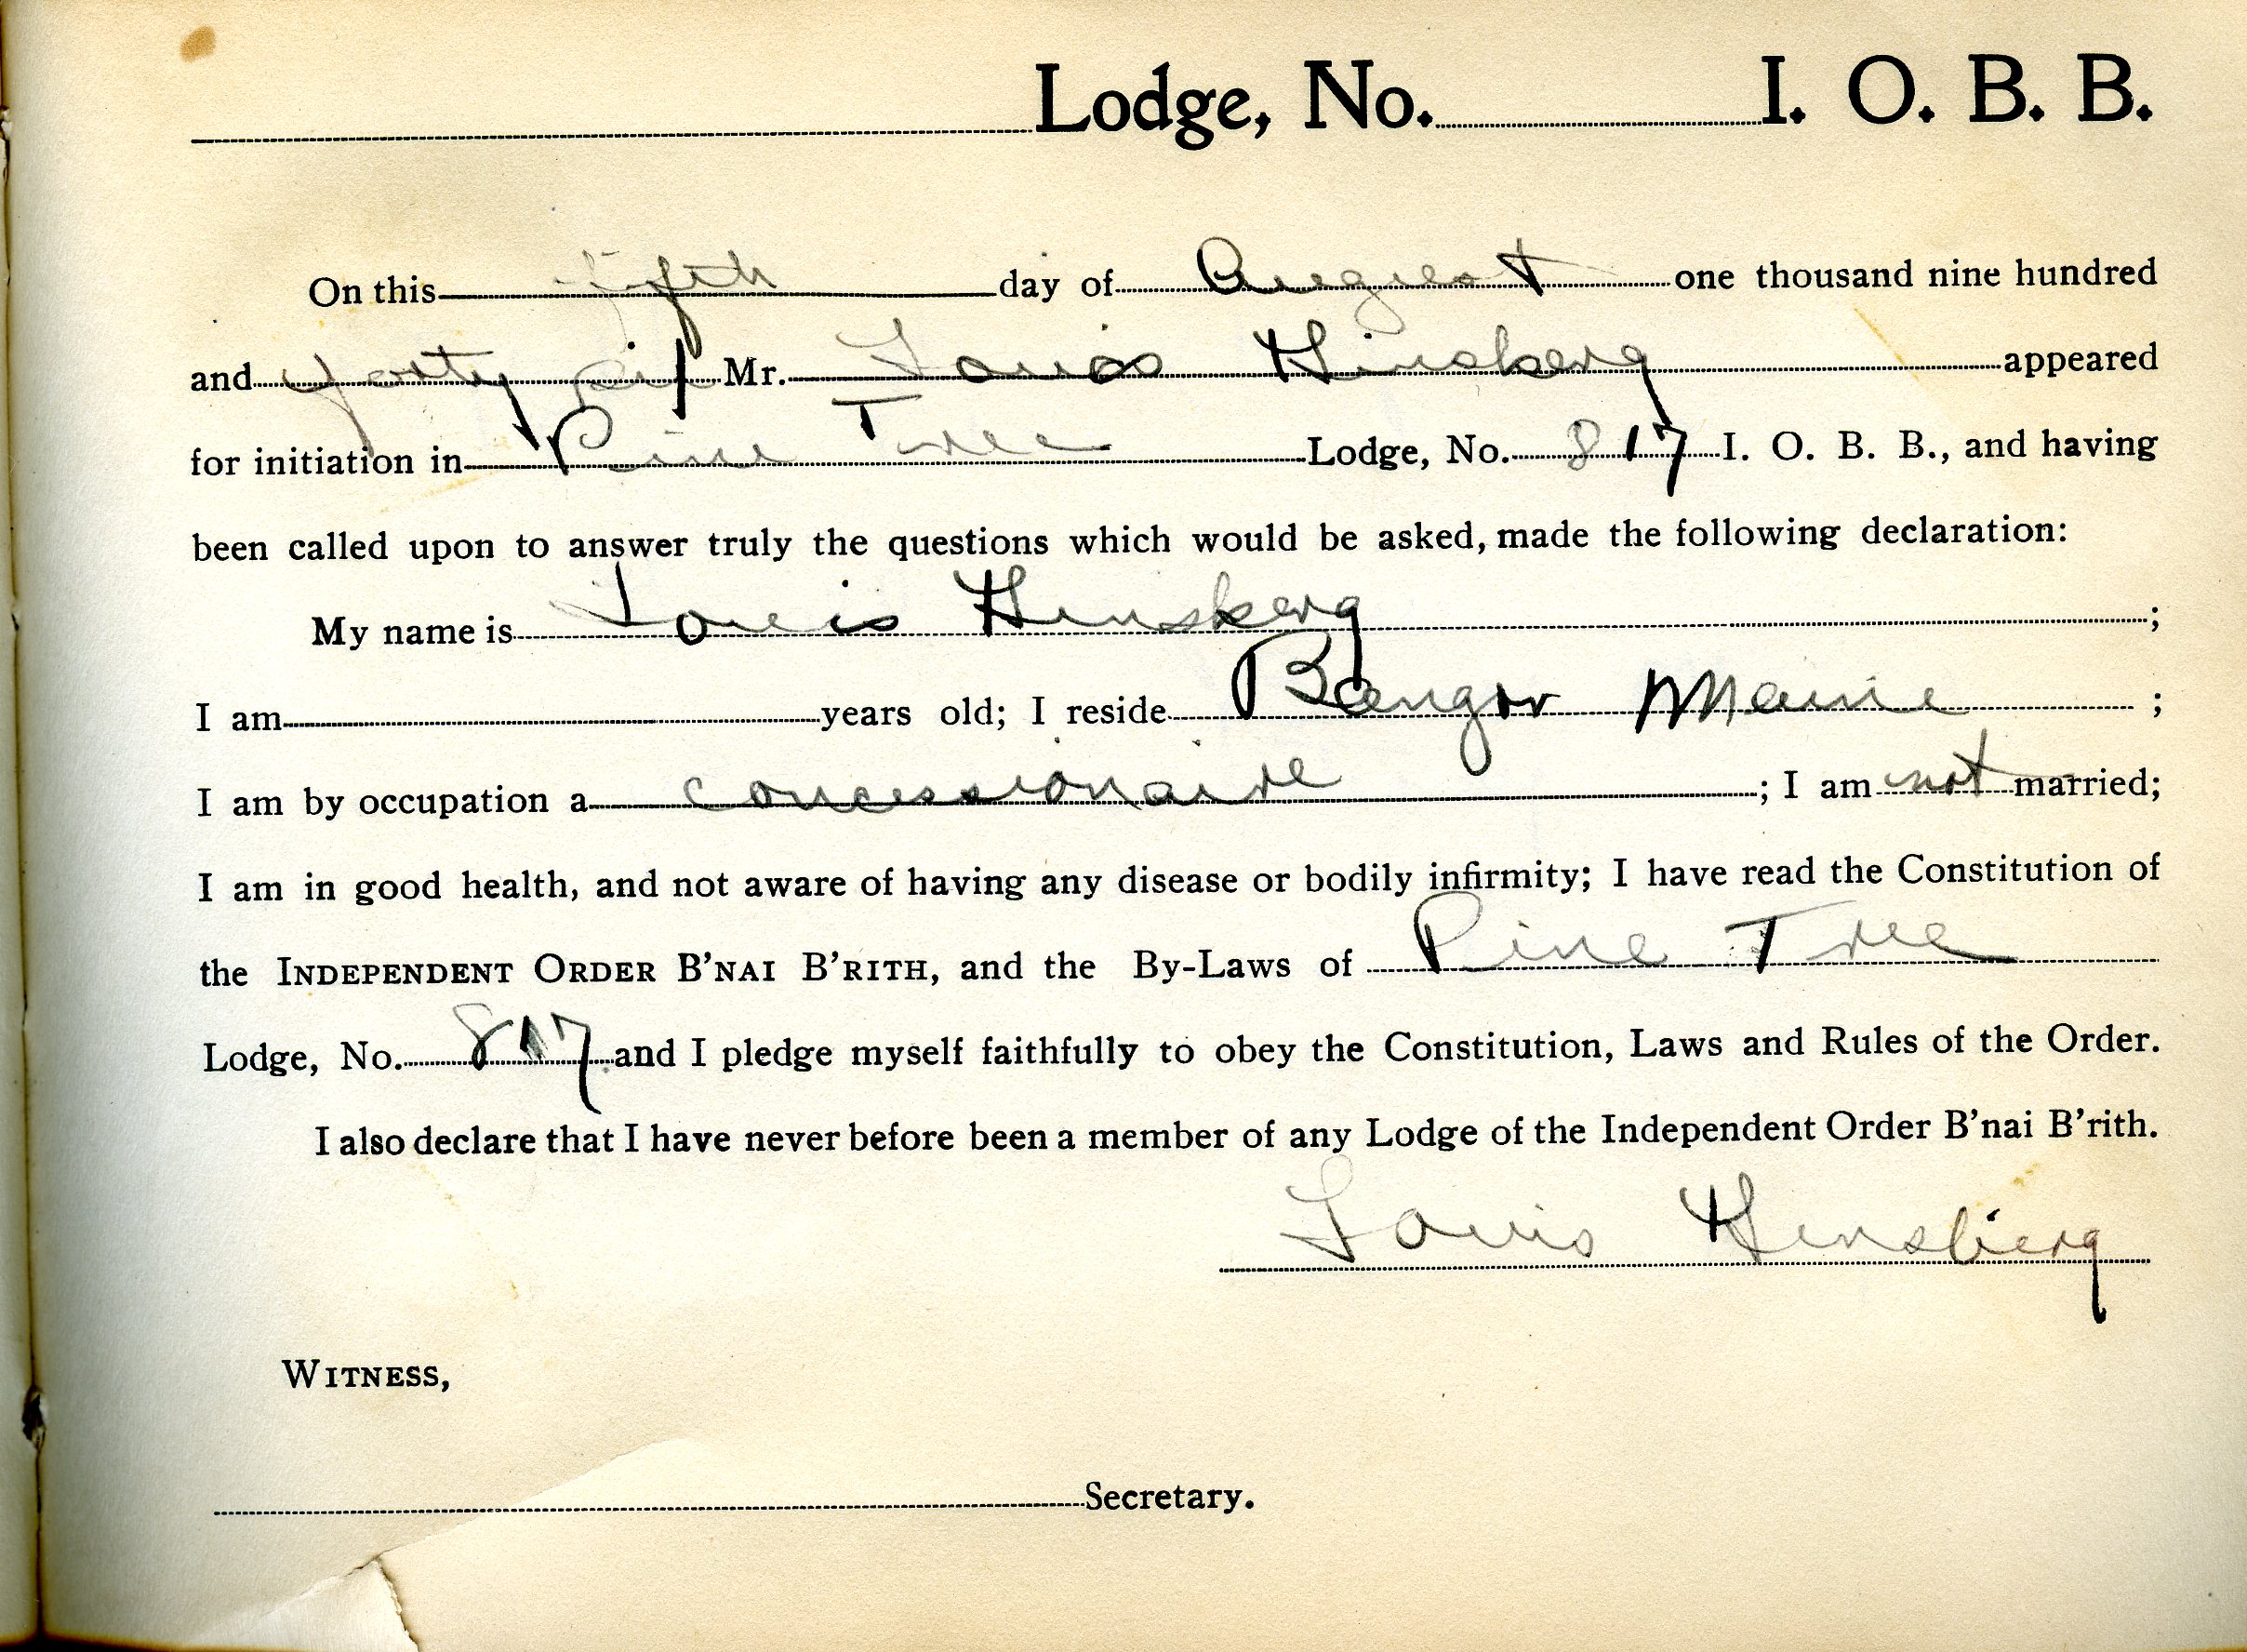 Lodge, No. I. O. B. B.
On this fifth day of August one thousand nine hundred
and forty six Mr. Louis Hinsberg appeared
for initiation in Pine Tree Lodge, No. 817 I. O. B. B., and having
been called upon to answer truly the questions which would be asked, made the following declaration:
My name is Louis Hinsberg ;
I am years old; I reside Bangor Maine ;
I am by occupation a concessionaire ; I am not married;
I am in good health, and not aware of having any disease or bodily infirmity; I have read the Constitution of
the INDEPENDENT ORDER B'NAI B'RITH, and the By-Laws of Pine Tree
Lodge, No. 817 and I pledge myself faithfully to obey the Constitution, Laws and Rules of the Order.
I also declare that I have never before been a member of any Lodge of the Independent Order B'nai B'rith.
Louis Hinsberg
WITNESS,
Secretary.